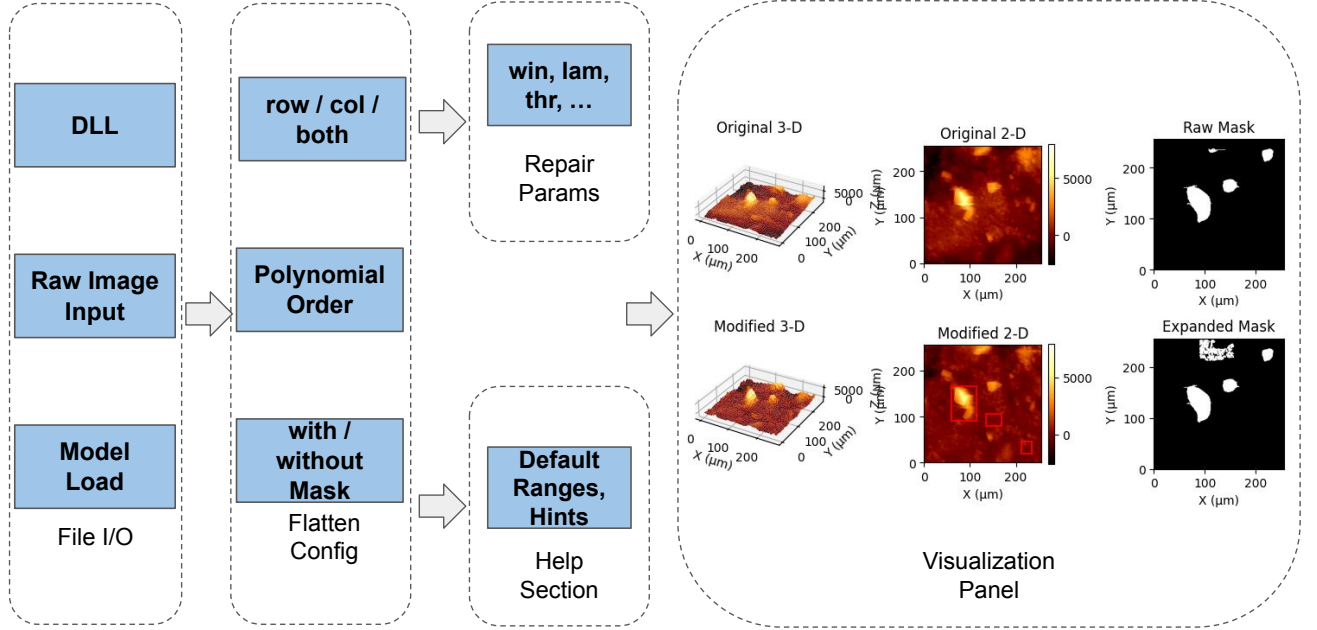 DLL
Raw Image
Input
Model
Load
File I/O
row / col /
both
Polynomial
Order
with /
without
Mask
Flatten
Config
win, lam,
thr, …
Repair
Params
Default
Ranges,
Hints
Help
Section
Original 3-D
5000
0
Z (µm)
200
100
0
Y (µm)
0
100
200
X (µm)
Original 2-D
200
100
0
Y (µm)
0
100
200
X (µm)
5000
0
Raw Mask
200
100
0
Y (µm)
0
100
200
X (µm)
Modified 3-D
5000
0
Z (µm)
200
100
0
Y (µm)
0
100
200
X (µm)
Modified 2-D
200
100
0
Y (µm)
0
100
200
X (µm)
5000
0
Expanded Mask
200
100
0
Y (µm)
0
100
200
X (µm)
Visualization
Panel